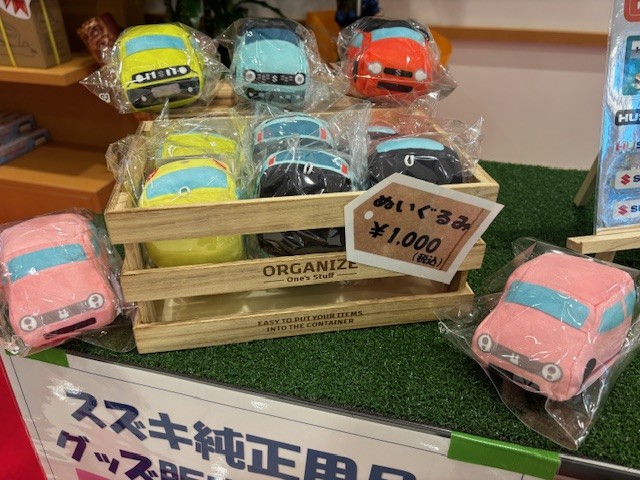 ぬいぐるみ
¥1,000
(税込)
ORGANIZE
One's Stuff
EASY TO PUT YOUR ITEMS
INTO THE CONTAINER
HU
スズキ純正用品
グッズ